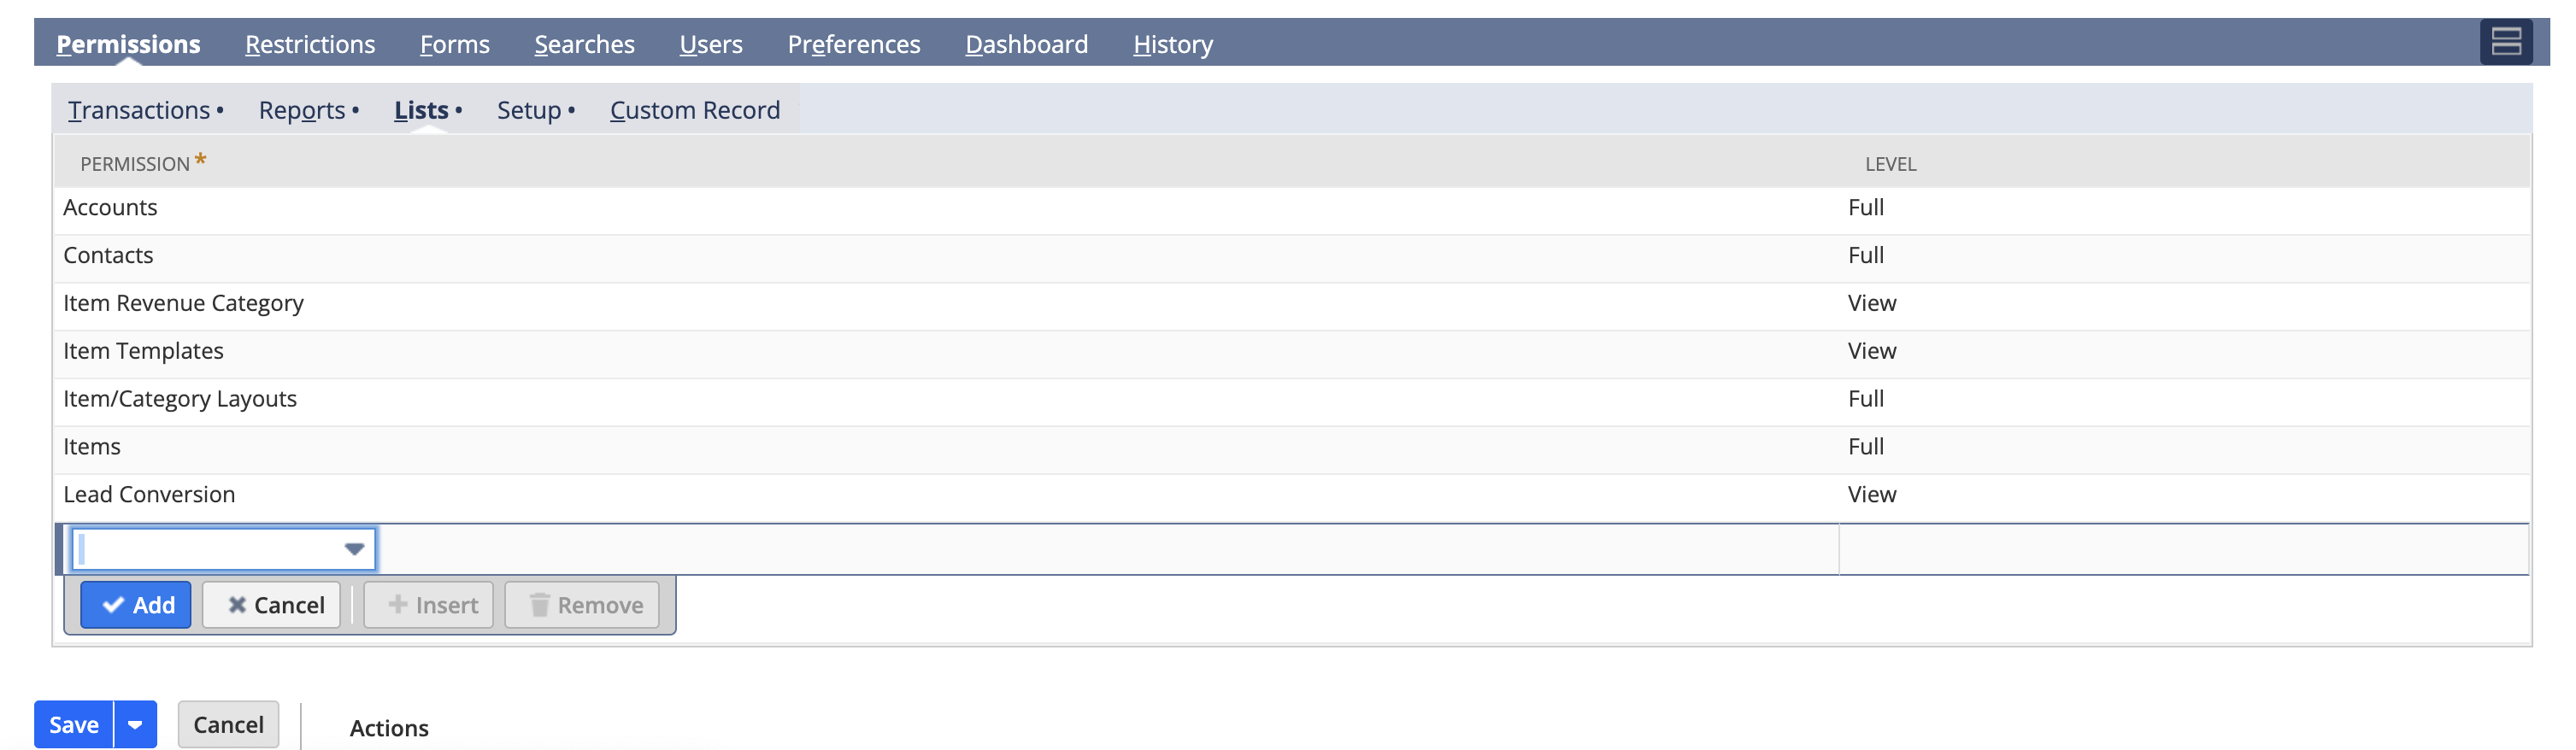 Permissions Restrictions Forms Searches Users Preferences Dashboard History
Transactions • Reports • Lists • Setup • Custom Record
PERMISSION * LEVEL
Accounts Full
Contacts Full
Item Revenue Category View
Item Templates View
Item/Category Layouts Full
Items Full
Lead Conversion View
Add Cancel Insert Remove
Save Cancel Actions